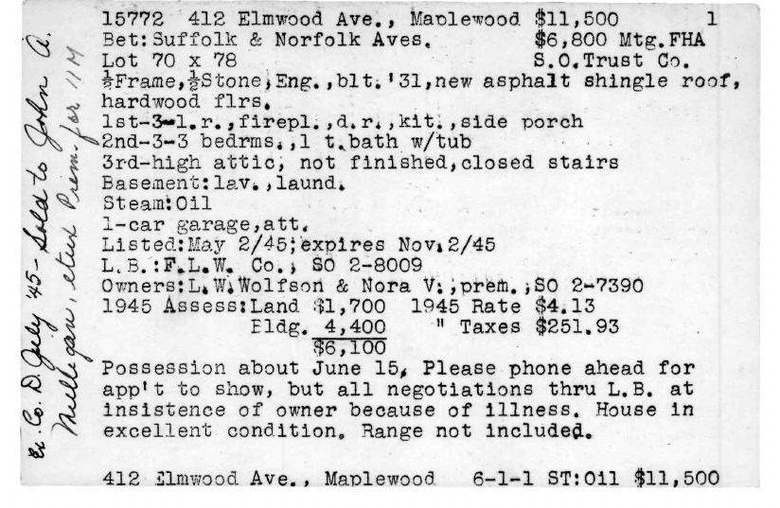 15772 412 Elmwood Ave., Maplewood $11,500 1
Bet:Suffolk & Norfolk Aves. $6,800 Mtg.FHA
Lot 70 x 78 S.O.Trust Co.
½Frame,½Stone,Eng.,blt.'31,new asphalt shingle roof,
hardwood flrs.
1st-3-l.r.,firepl.,d.r.,kit.,side porch
2nd-3-3 bedrms.,1 t.bath w/tub
3rd-high attic, not finished,closed stairs
Basement:lav.,laund.
Steam:Oil
1-car garage,att.
Listed:May 2/45;expires Nov.2/45
L.B.:F.L.W. Co., SO 2-8009
Owners:L.W.Wolfson & Nora V.,prem.,SO 2-7390
1945 Assess:Land $1,700 1945 Rate $4.13
Bldg. 4,400 " Taxes $251.93
$6,100
Possession about June 15. Please phone ahead for
app't to show, but all negotiations thru L.B. at
insistence of owner because of illness. House in
excellent condition. Range not included.
412 Elmwood Ave., Maplewood 6-1-1 ST:Oil $11,500
Co. D. July '45 - Sold to John A.
Mulligan, etux Prem. for 11M